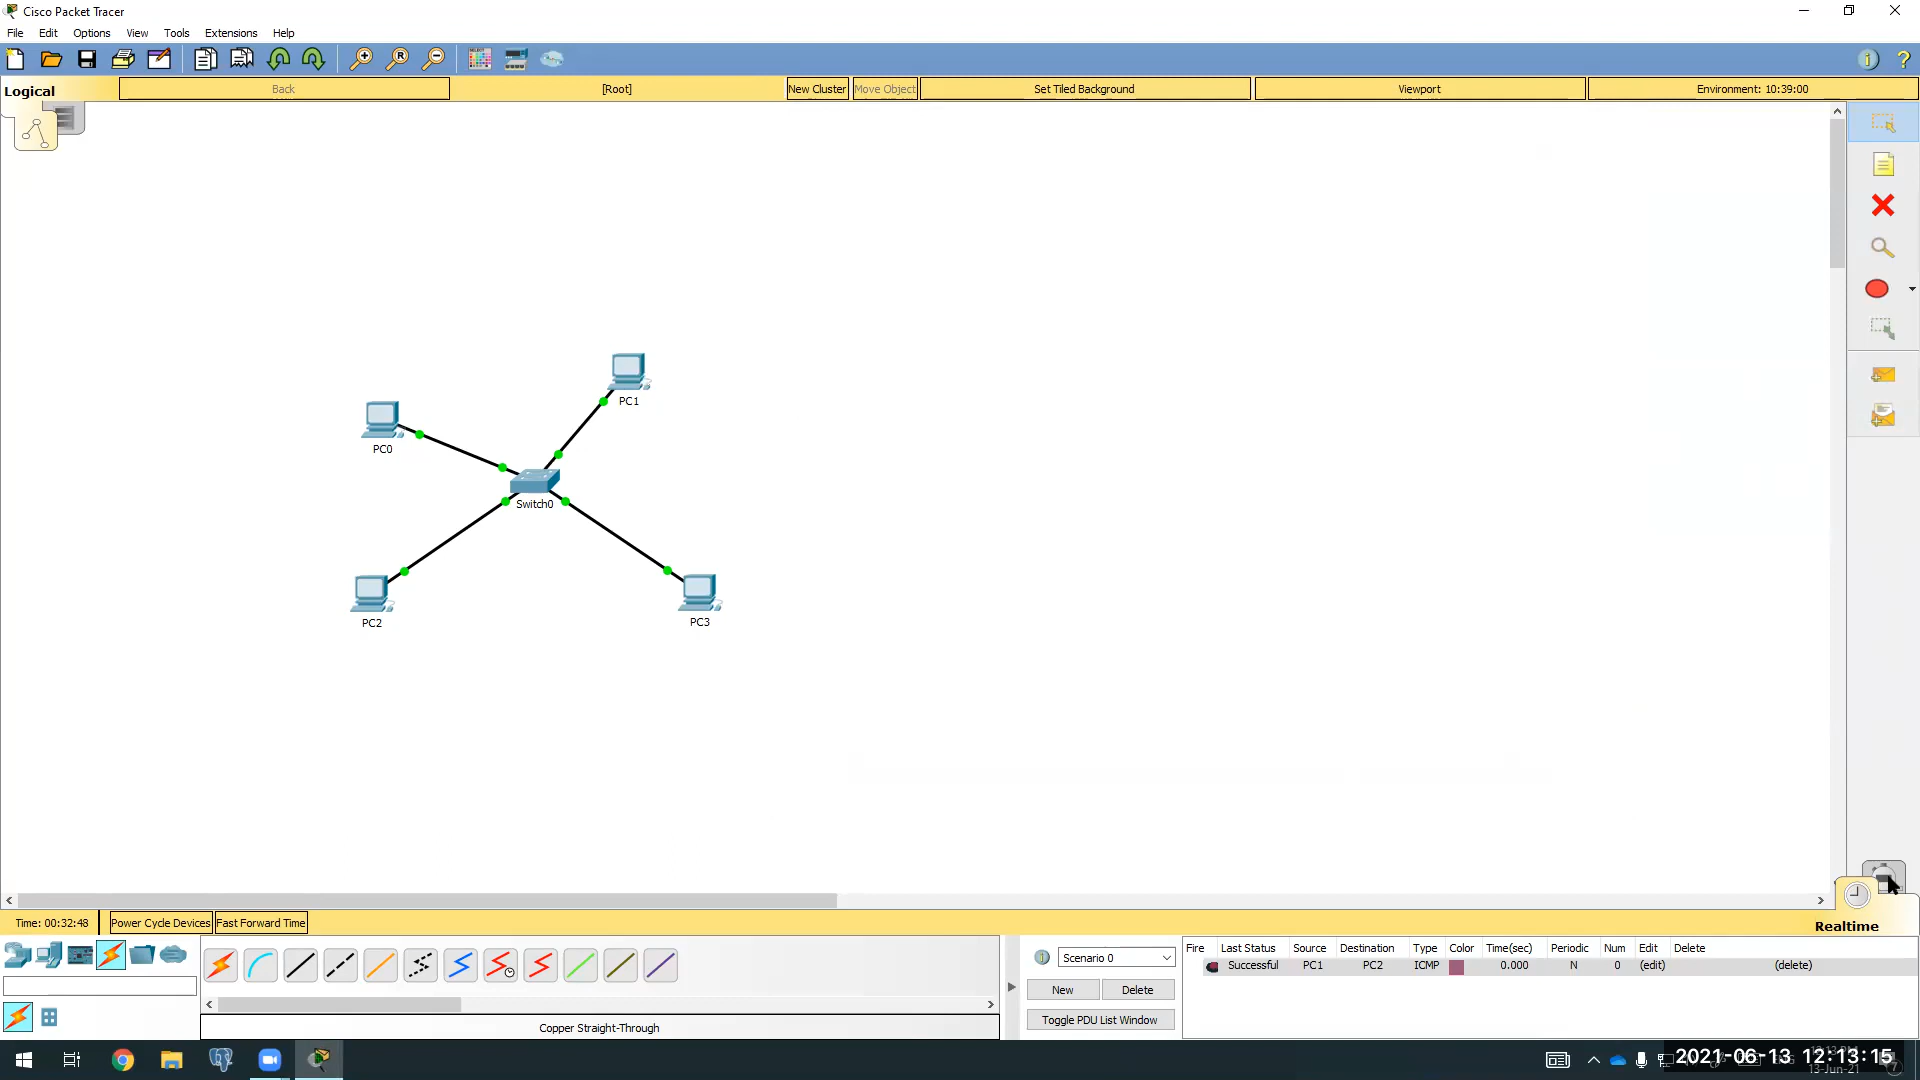 Cisco Packet Tracer
File Edit Options View Tools Extensions Help
Logical Back [Root] New Cluster Move Object Set Tiled Background Viewport Environment: 10:39:00
PC1
PC0
Switch0
PC2
PC3
Time: 00:32:48 Power Cycle Devices Fast Forward Time Realtime
Fire Last Status Source Destination Type Color Time(sec) Periodic Num Edit Delete
Scenario 0
Successful PC1 PC2 ICMP 0.000 N 0 (edit) (delete)
New Delete
Toggle PDU List Window
Copper Straight-Through
2021-06-13 12:13:15
13-Jun-21